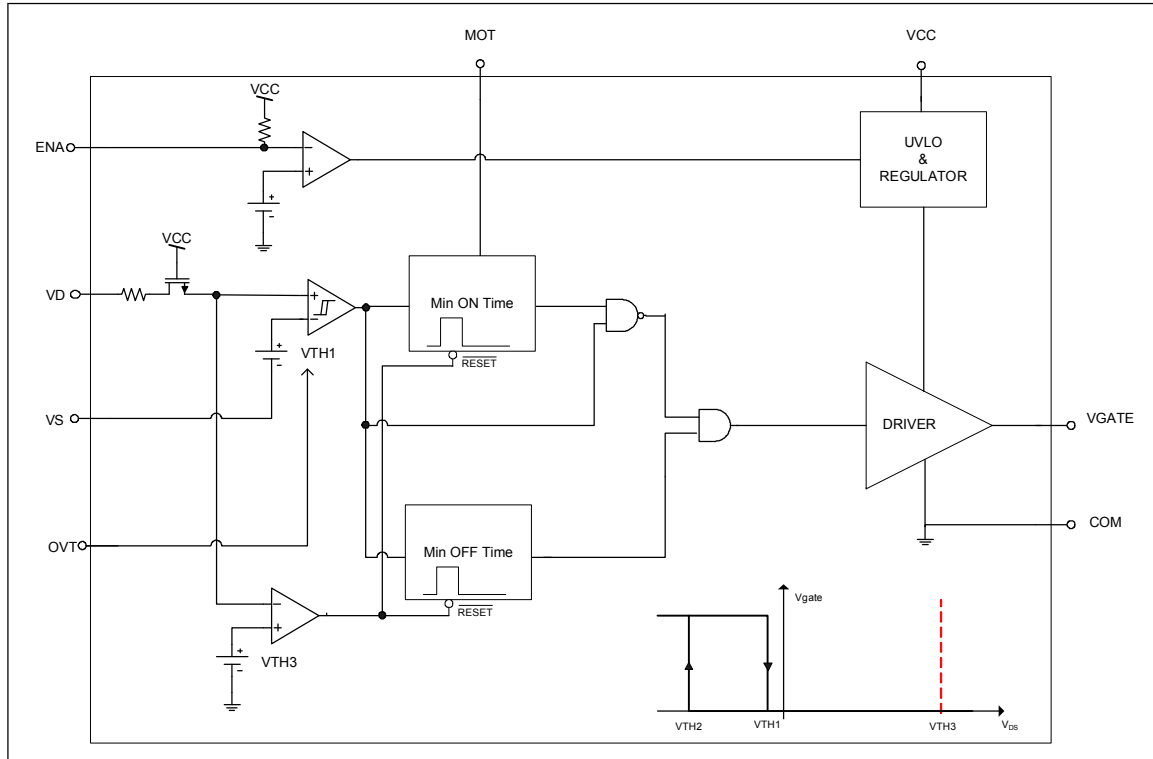 MOT
VCC
VCC
ENA
−
+
+
-
UVLO
&
REGULATOR
VCC
VD
+
−
+
-
VTH1
Min ON Time
RESET
VS
DRIVER
VGATE
COM
OVT
Min OFF Time
RESET
−
+
+
-
VTH3
Vgate
VTH2
VTH1
VTH3
VDS